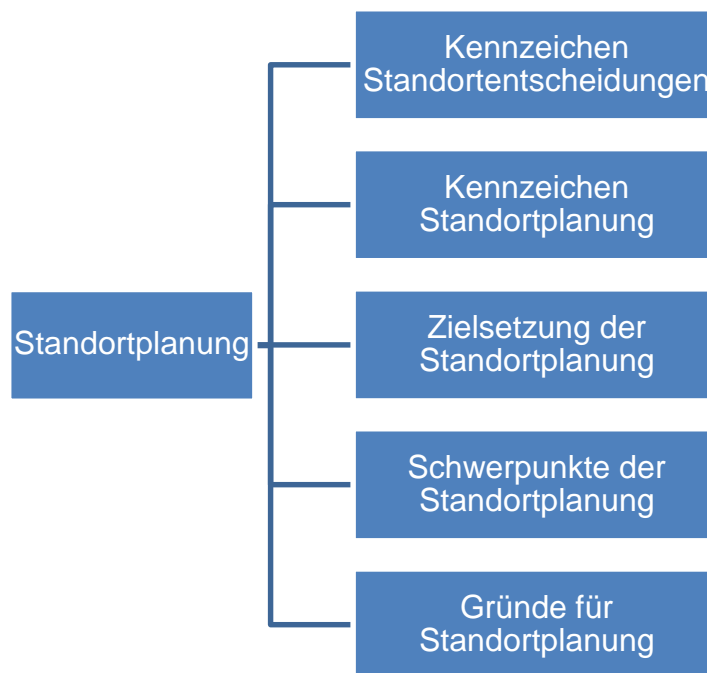 Kennzeichen
Standortentscheidungen
Kennzeichen
Standortplanung
Standortplanung
Zielsetzung der
Standortplanung
Schwerpunkte der
Standortplanung
Gründe für
Standortplanung